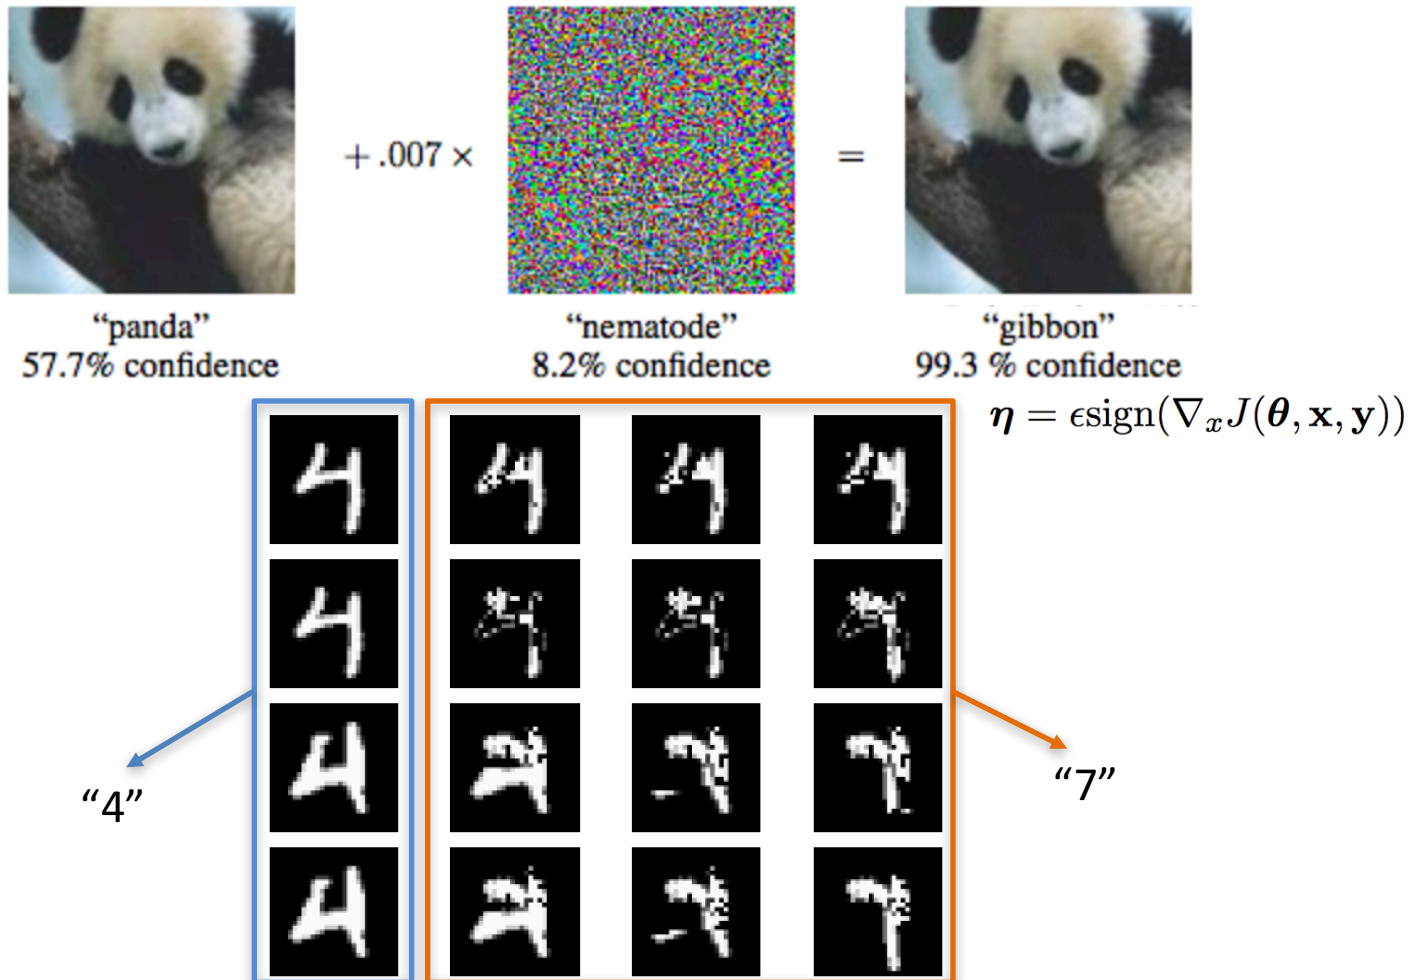 + .007 ×
=
“panda”
57.7% confidence
“nematode”
8.2% confidence
“gibbon”
99.3 % confidence
η = ϵsign(∇ₓJ(θ, x, y))
“4”
“7”